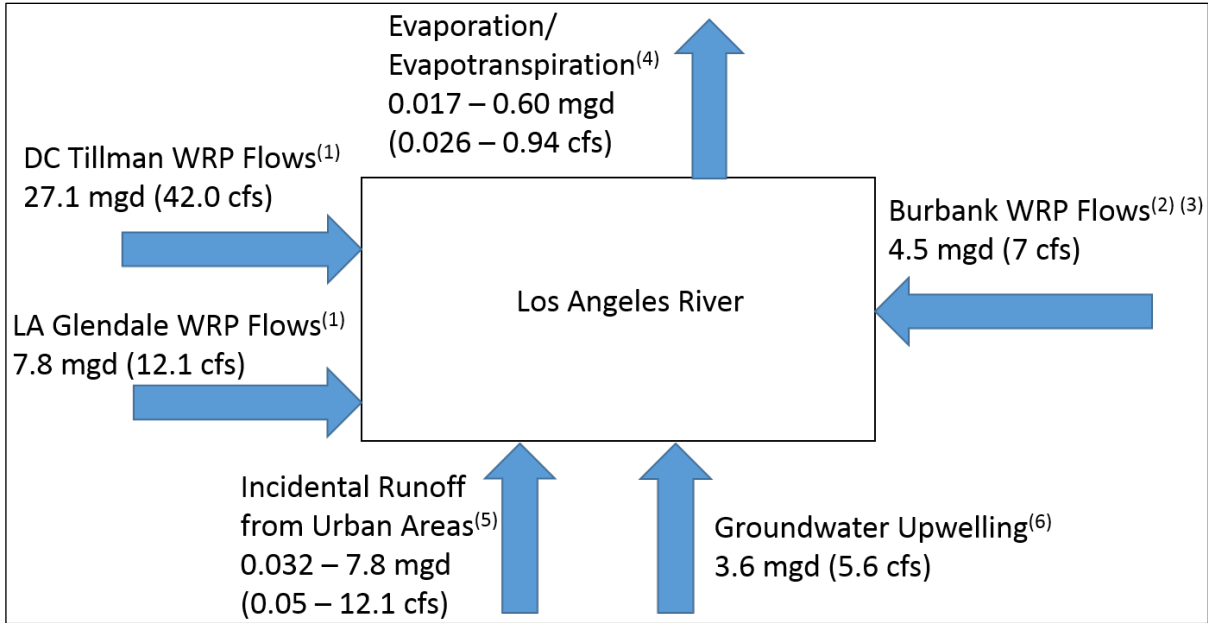 Evaporation/
Evapotranspiration(4)
0.017 – 0.60 mgd
(0.026 – 0.94 cfs)
DC Tillman WRP Flows(1)
27.1 mgd (42.0 cfs)
Burbank WRP Flows(2) (3)
4.5 mgd (7 cfs)
Los Angeles River
LA Glendale WRP Flows(1)
7.8 mgd (12.1 cfs)
Incidental Runoff
from Urban Areas(5)
0.032 – 7.8 mgd
(0.05 – 12.1 cfs)
Groundwater Upwelling(6)
3.6 mgd (5.6 cfs)